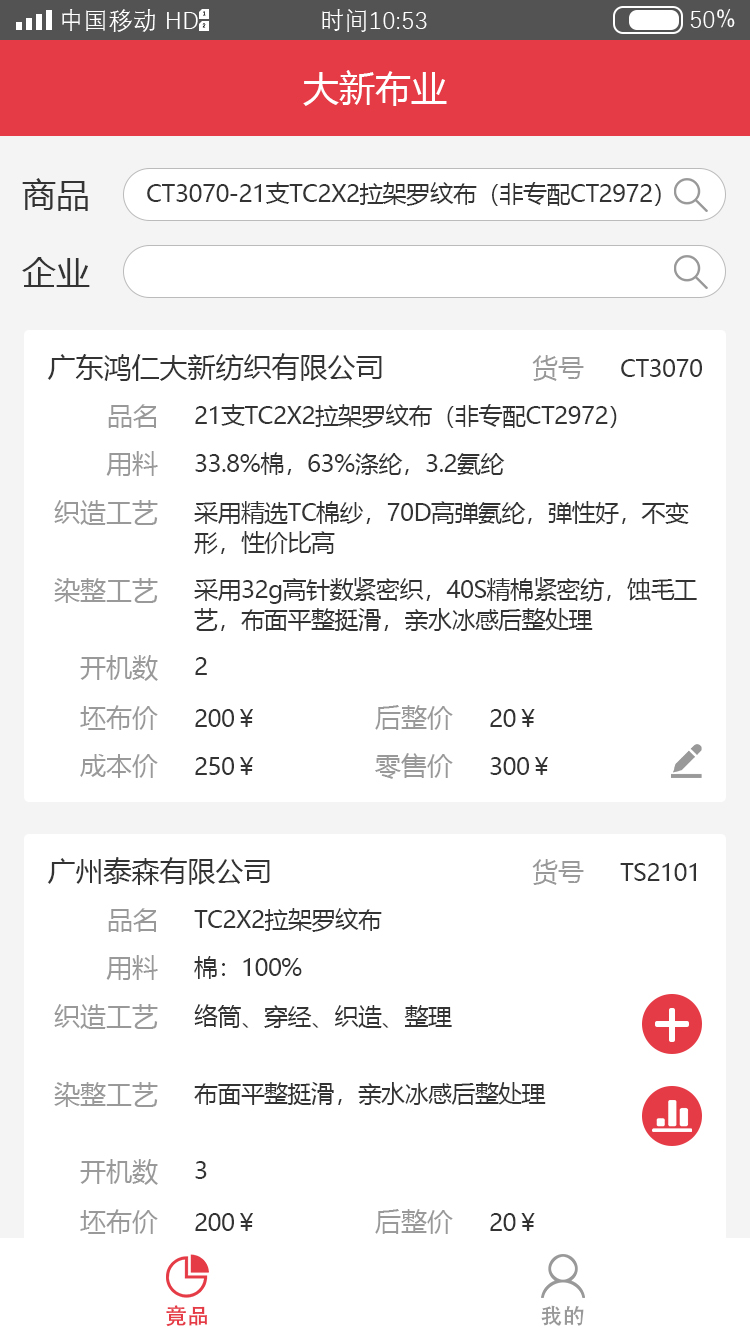 中国移动 HD 时间10:53 50%
大新布业
商品 CT3070-21支TC2X2拉架罗纹布（非专配CT2972）
企业
广东鸿仁大新纺织有限公司 货号 CT3070
品名 21支TC2X2拉架罗纹布（非专配CT2972）
用料 33.8%棉，63%涤纶，3.2氨纶
织造工艺 采用精选TC棉纱，70D高弹氨纶，弹性好，不变
形，性价比高
染整工艺 采用32g高针数紧密织，40S精棉紧密纺，蚀毛工
艺，布面平整挺滑，亲水冰感后整处理
开机数 2
坯布价 200￥ 后整价 20￥
成本价 250￥ 零售价 300￥
广州泰森有限公司 货号 TS2101
品名 TC2X2拉架罗纹布
用料 棉：100%
织造工艺 络筒、穿经、织造、整理
染整工艺 布面平整挺滑，亲水冰感后整处理
开机数 3
坯布价 200￥ 后整价 20￥
竟品 我的